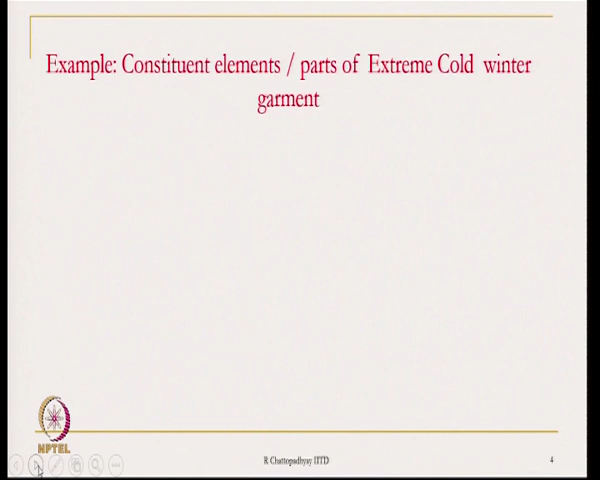 Example: Constituent elements / parts of Extreme Cold winter
garment
NPTEL
R Chattopadhyay IITD
4